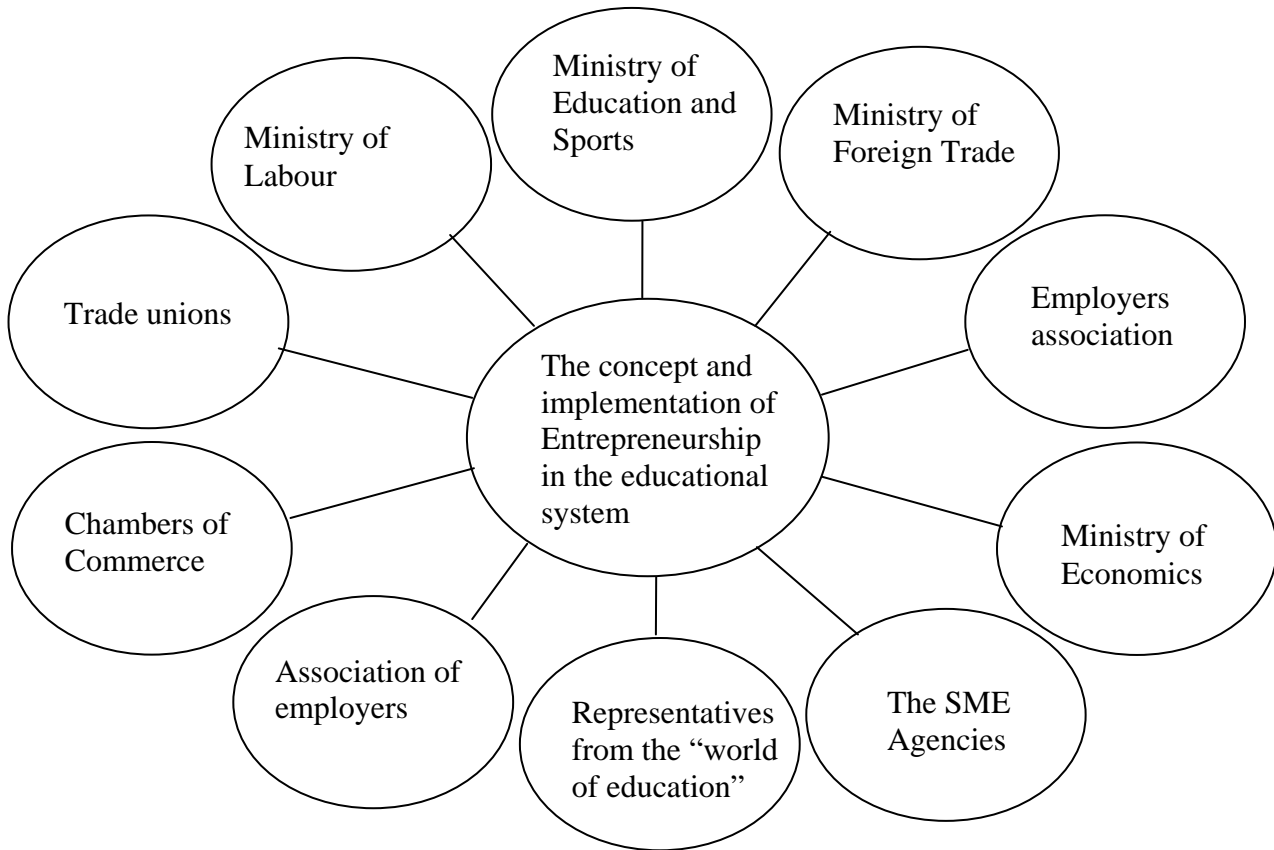 Ministry of
Education and
Sports
Ministry of
Foreign Trade
Ministry of
Labour
Employers
association
Trade unions
The concept and
implementation of
Entrepreneurship
in the educational
system
Chambers of
Commerce
Ministry of
Economics
Association of
employers
The SME
Agencies
Representatives
from the “world
of education”